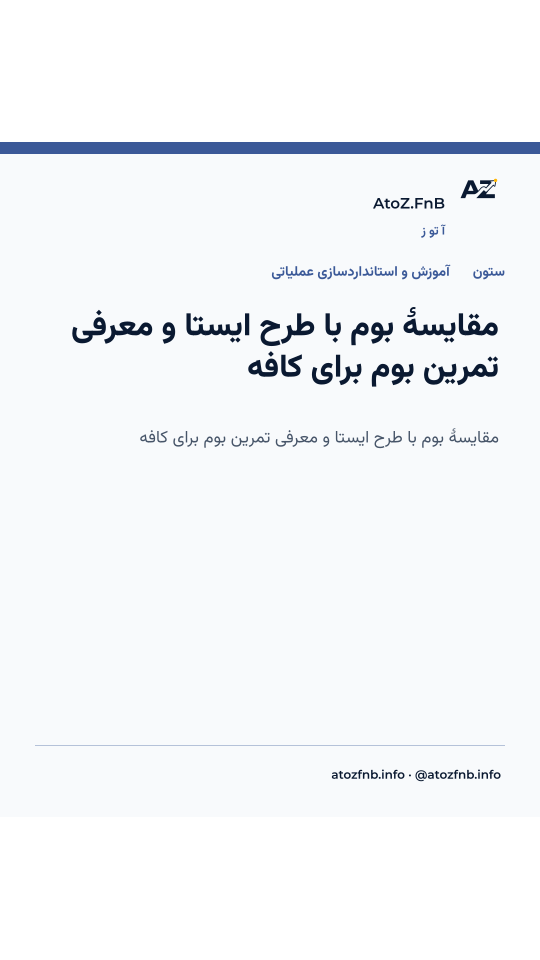 AZ
AtoZ.FnB
آ تو ز
ستون آموزش و استانداردسازی عملیاتی
مقایسهٔ بوم با طرح ایستا و معرفی
تمرین بوم برای کافه
مقایسهٔ بوم با طرح ایستا و معرفی تمرین بوم برای کافه
atozfnb.info · @atozfnb.info